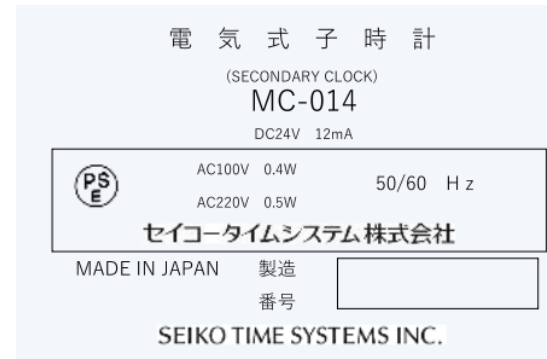 電気式子時計
(SECONDARY CLOCK)
MC-014
DC24V 12mA
PSE
AC100V 0.4W
50/60 Hz
AC220V 0.5W
セイコータイムシステム株式会社
MADE IN JAPAN 製造
番号
SEIKO TIME SYSTEMS INC.